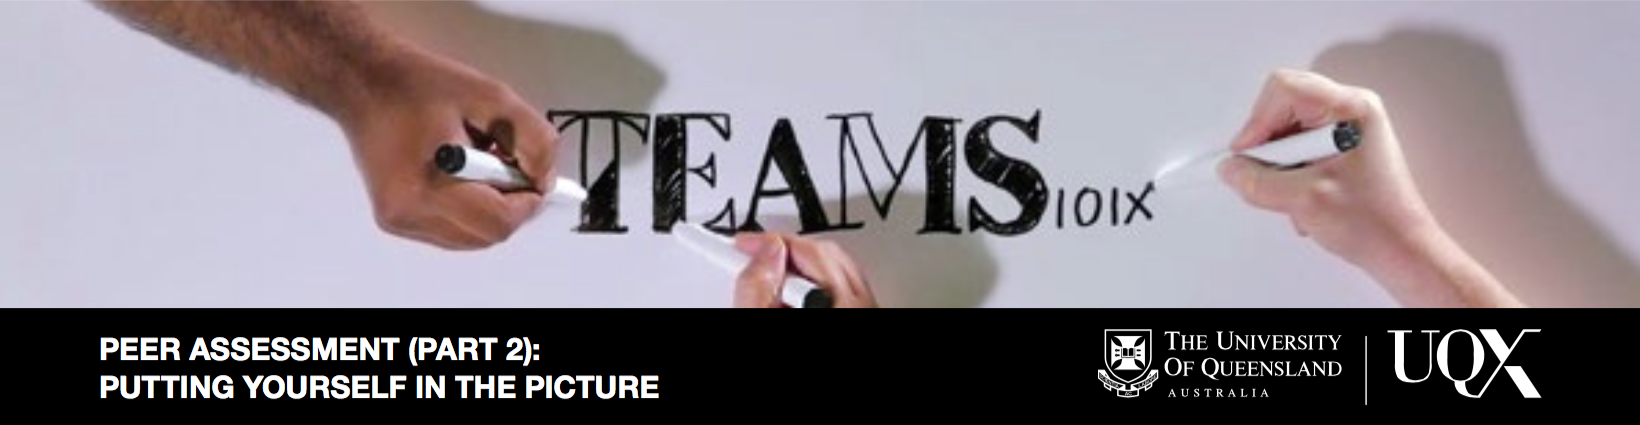 TEAMS101X
PEER ASSESSMENT (PART 2):
PUTTING YOURSELF IN THE PICTURE
THE UNIVERSITY
OF QUEENSLAND
AUSTRALIA
UQX